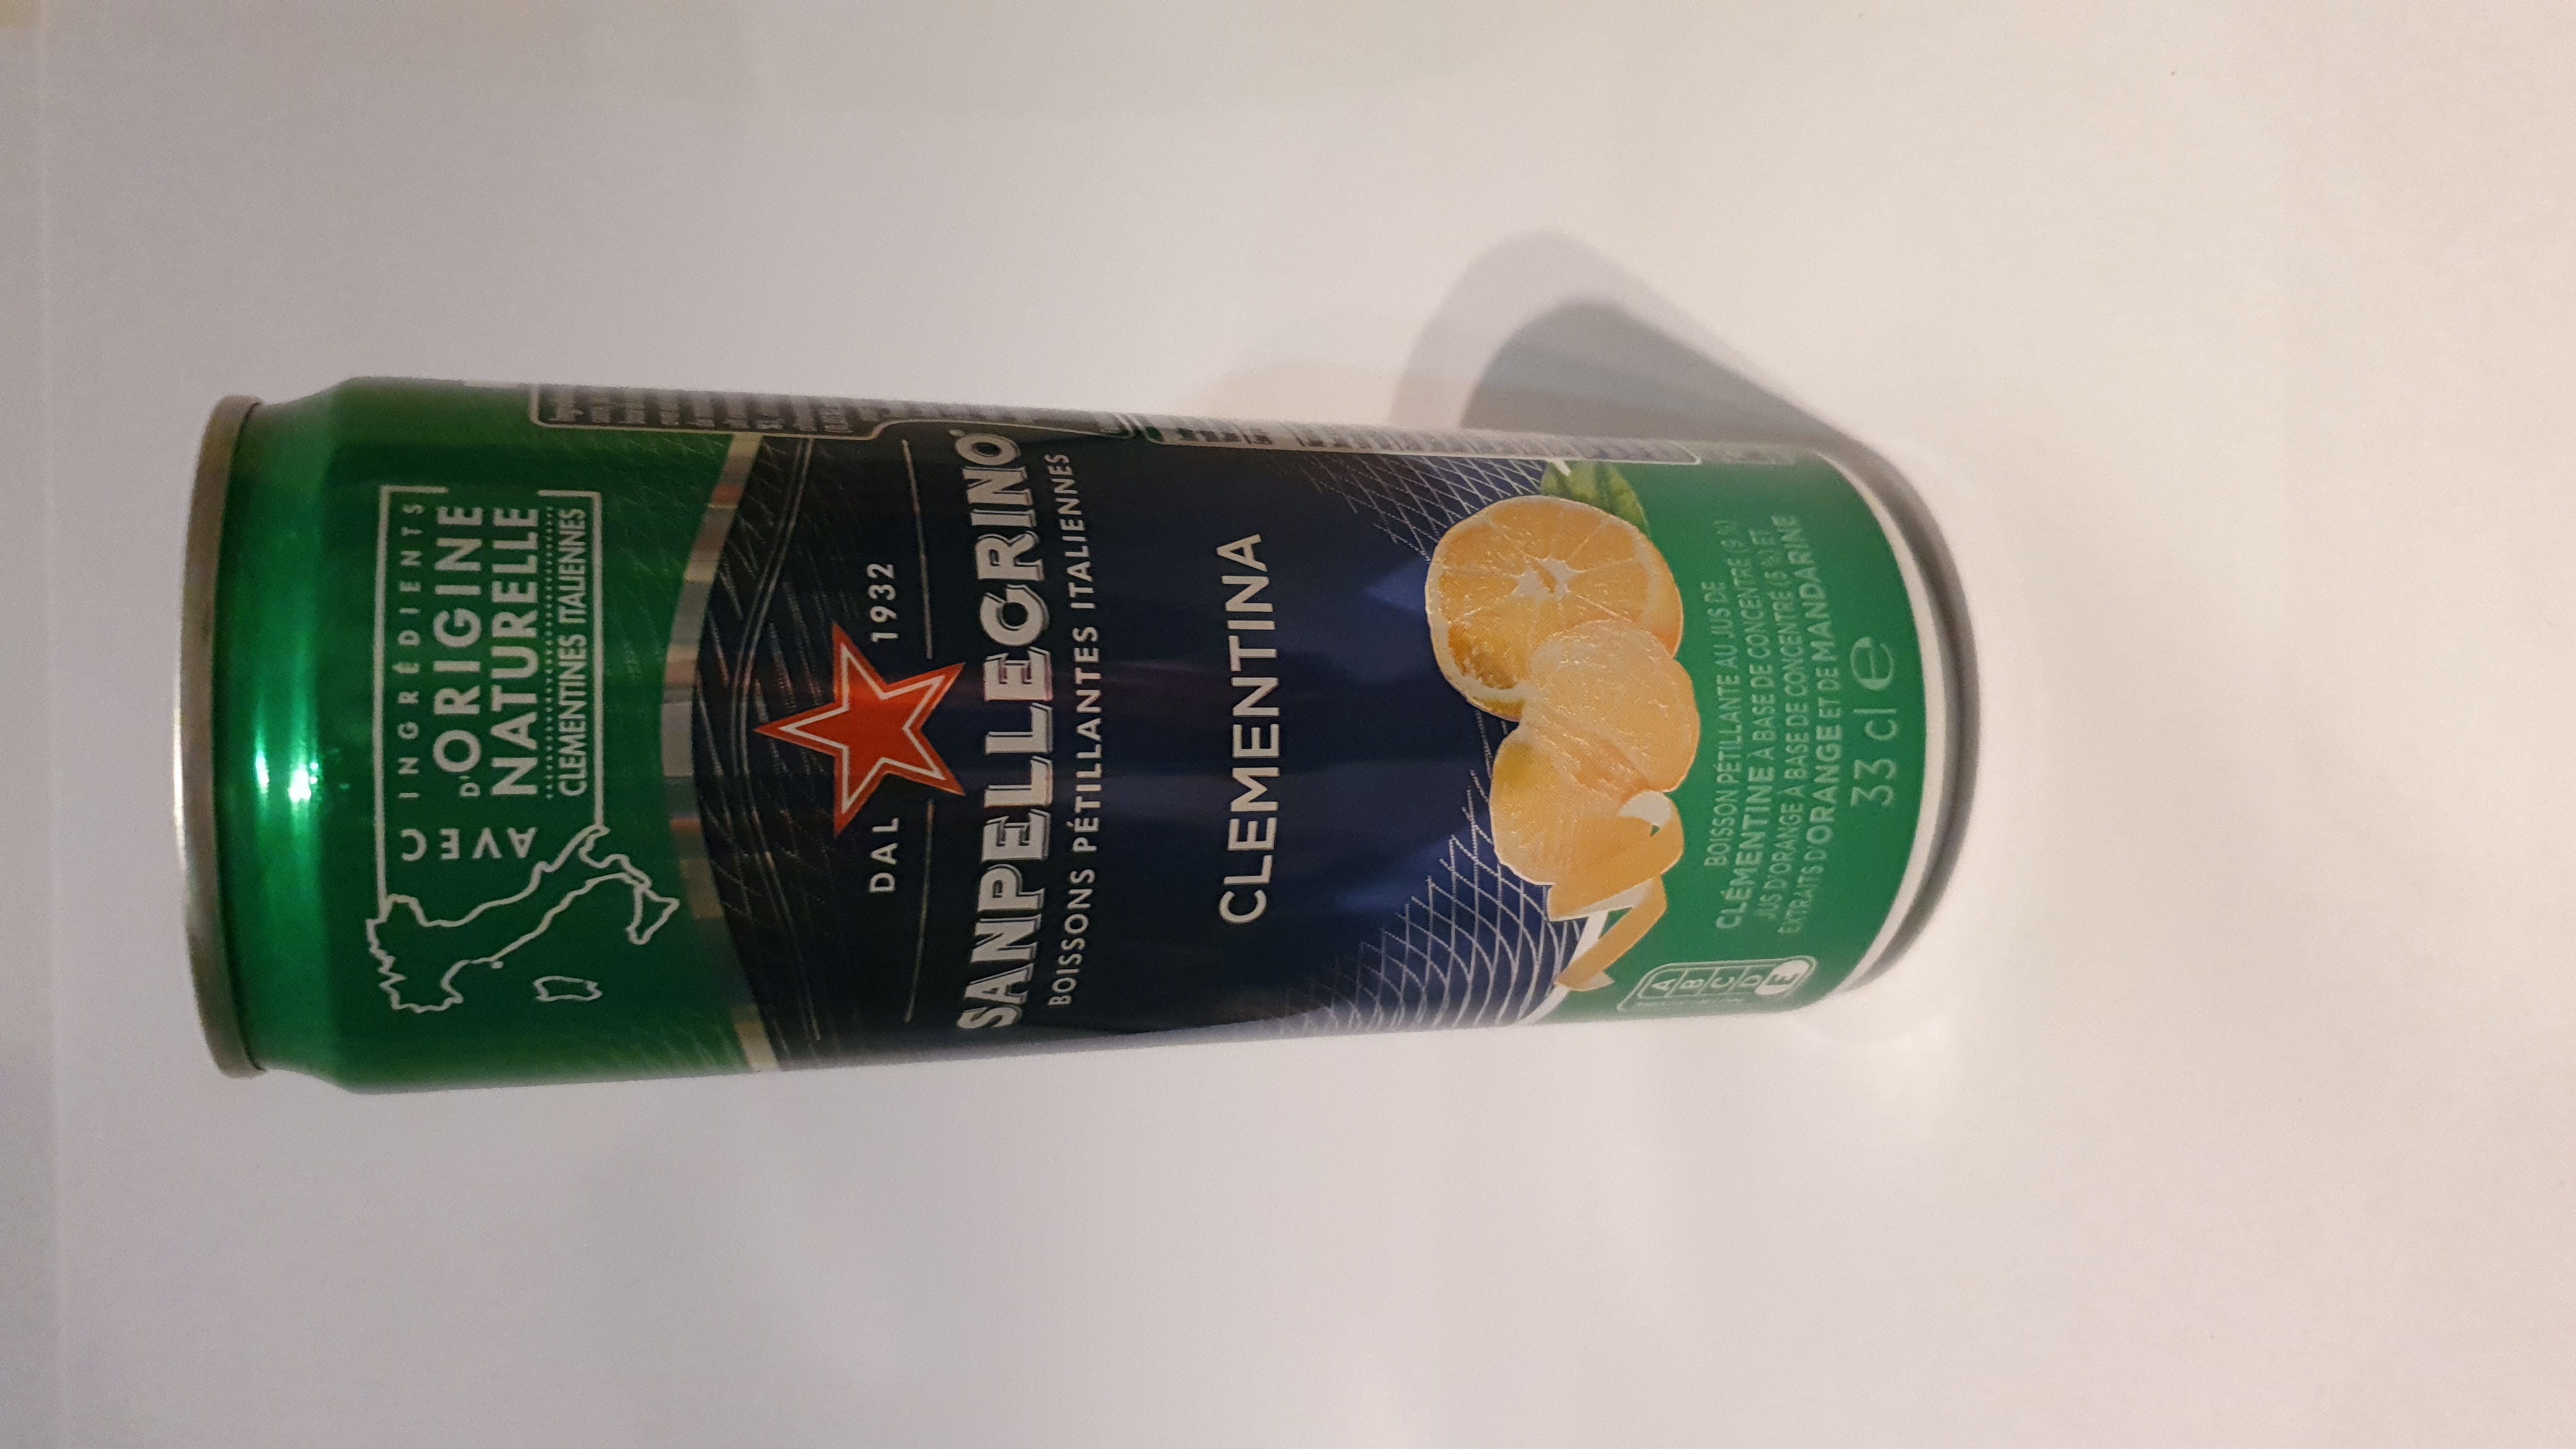 AVEC
INGRÉDIENTS
D'ORIGINE
NATURELLE
CLEMENTINES ITALIENNES
DAL 1932
SANPELLEGRINO
BOISSONS PÉTILLANTES ITALIENNES
CLEMENTINA
A
B
C
D
E
BOISSON PÉTILLANTE AU JUS DE
CLÉMENTINE À BASE DE CONCENTRÉ (9 %)
JUS D'ORANGE À BASE DE CONCENTRÉ (5 %) ET
EXTRAITS D'ORANGE ET DE MANDARINE
33 cl ℮